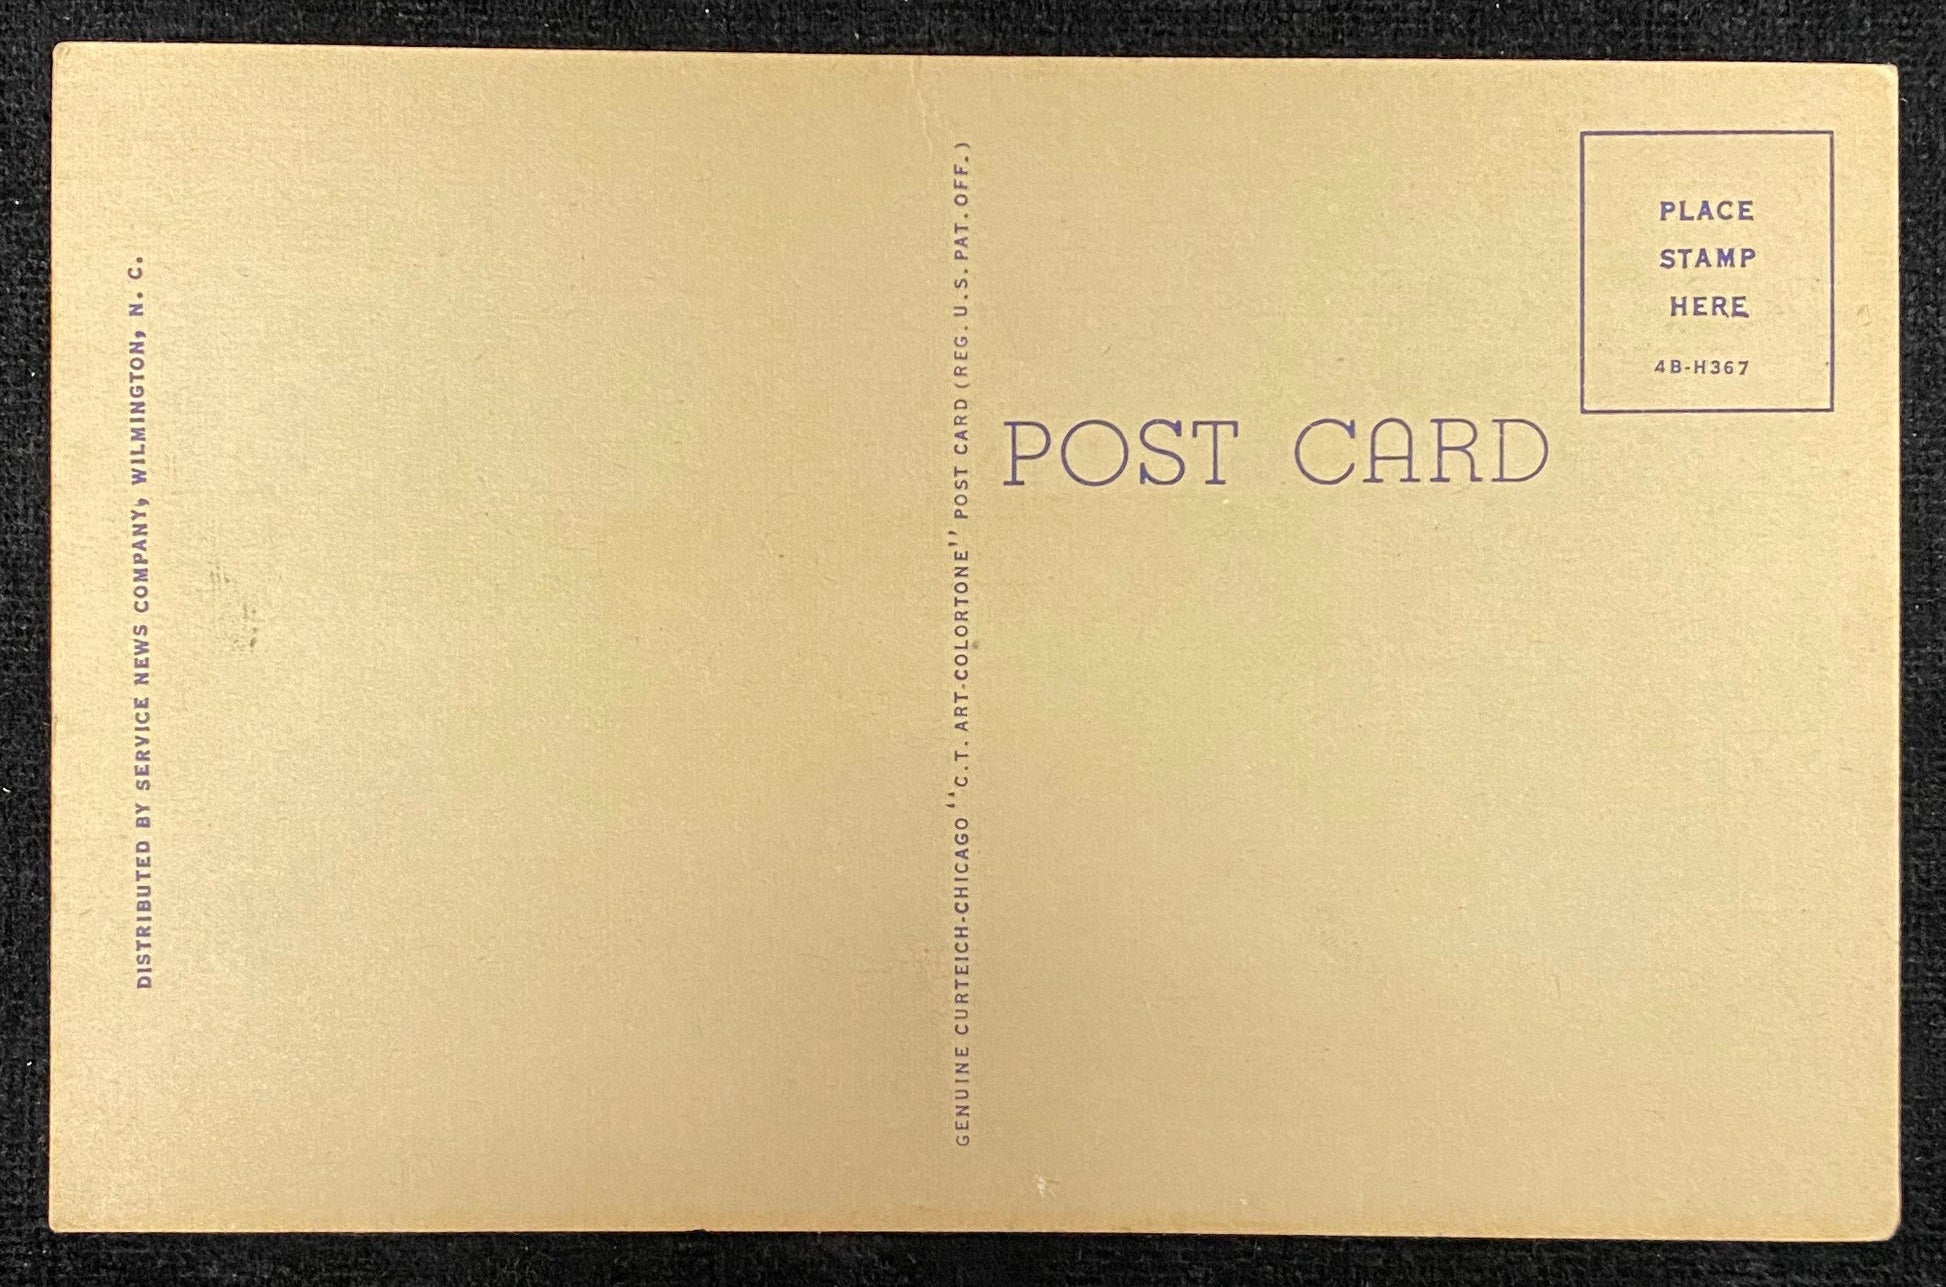 DISTRIBUTED BY SERVICE NEWS COMPANY, WILMINGTON, N. C.
GENUINE CURTEICH-CHICAGO "C.T. ART-COLORTONE" POST CARD (REG. U.S. PAT. OFF.)
POST CARD
PLACE
STAMP
HERE
4B-H367